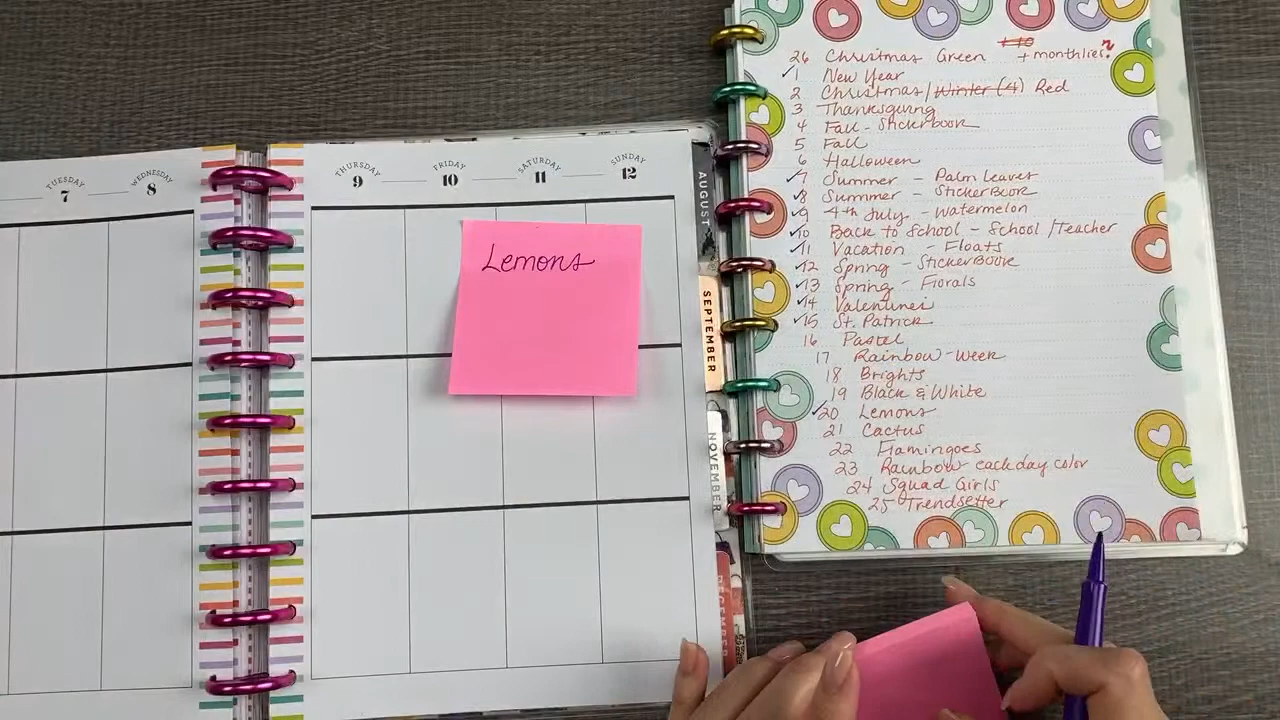 TUESDAY WEDNESDAY THURSDAY FRIDAY SATURDAY SUNDAY
7 8 9 10 11 12
Lemons
AUGUST
SEPTEMBER
NOVEMBER
DECEMBER
26 Christmas Green +10 + monthlies?
✓1 New Year
2 Christmas/Winter (4) Red
3 Thanksgiving
4 Fall - Stickerbook
5 Fall
6 Halloween
✓7 Summer - Palm Leaves
✓8 Summer - Stickerbook
✓9 4th July - Watermelon
✓10 Back to School - School/Teacher
✓11 Vacation - Floats
✓12 Spring - Stickerbook
✓13 Spring - Florals
✓14 Valentines
✓15 St. Patrick
16 Pastel
17 Rainbow-Week
18 Brights
19 Black & White
✓20 Lemons
21 Cactus
22 Flamingoes
23 Rainbow each day color
24 Squad Girls
25 Trendsetter